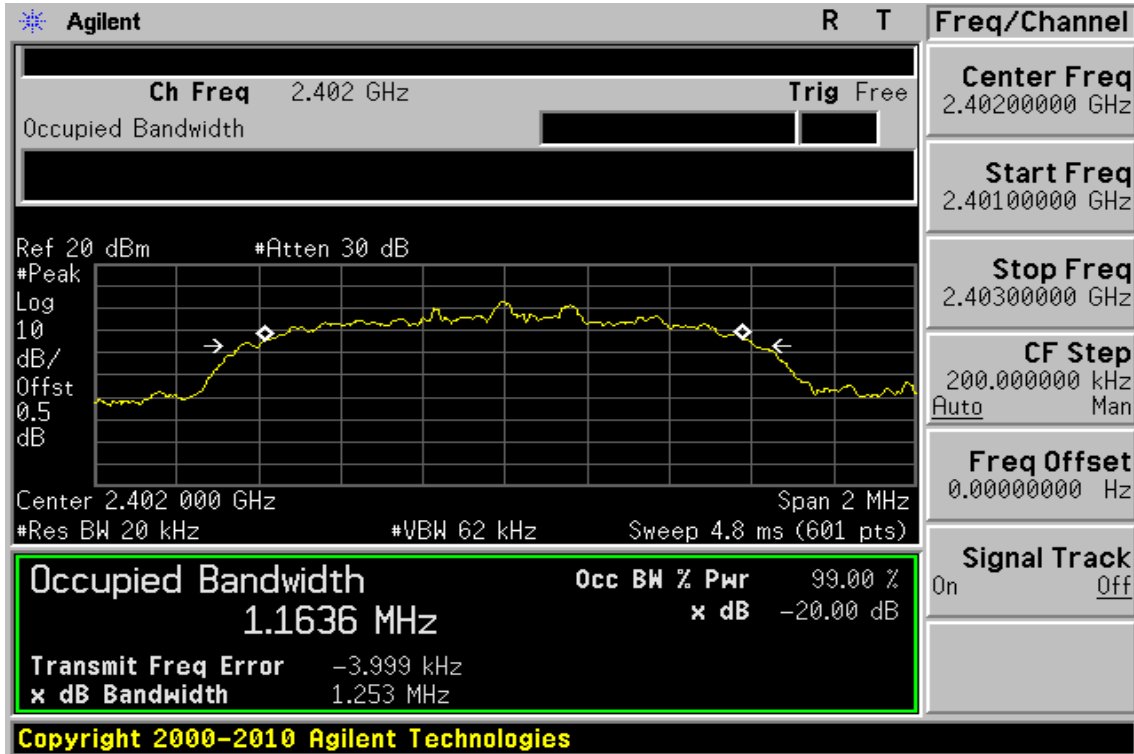 Agilent R T
Ch Freq 2.402 GHz Trig Free
Occupied Bandwidth
Ref 20 dBm #Atten 30 dB
#Peak
Log
10
dB/
Offst
0.5
dB
Center 2.402 000 GHz Span 2 MHz
#Res BW 20 kHz #VBW 62 kHz Sweep 4.8 ms (601 pts)
Occupied Bandwidth
1.1636 MHz
Occ BW % Pwr 99.00 %
x dB -20.00 dB
Transmit Freq Error -3.999 kHz
x dB Bandwidth 1.253 MHz
Copyright 2000-2010 Agilent Technologies
Freq/Channel
Center Freq
2.40200000 GHz
Start Freq
2.40100000 GHz
Stop Freq
2.40300000 GHz
CF Step
200.000000 kHz
Auto Man
Freq Offset
0.00000000 Hz
Signal Track
On Off